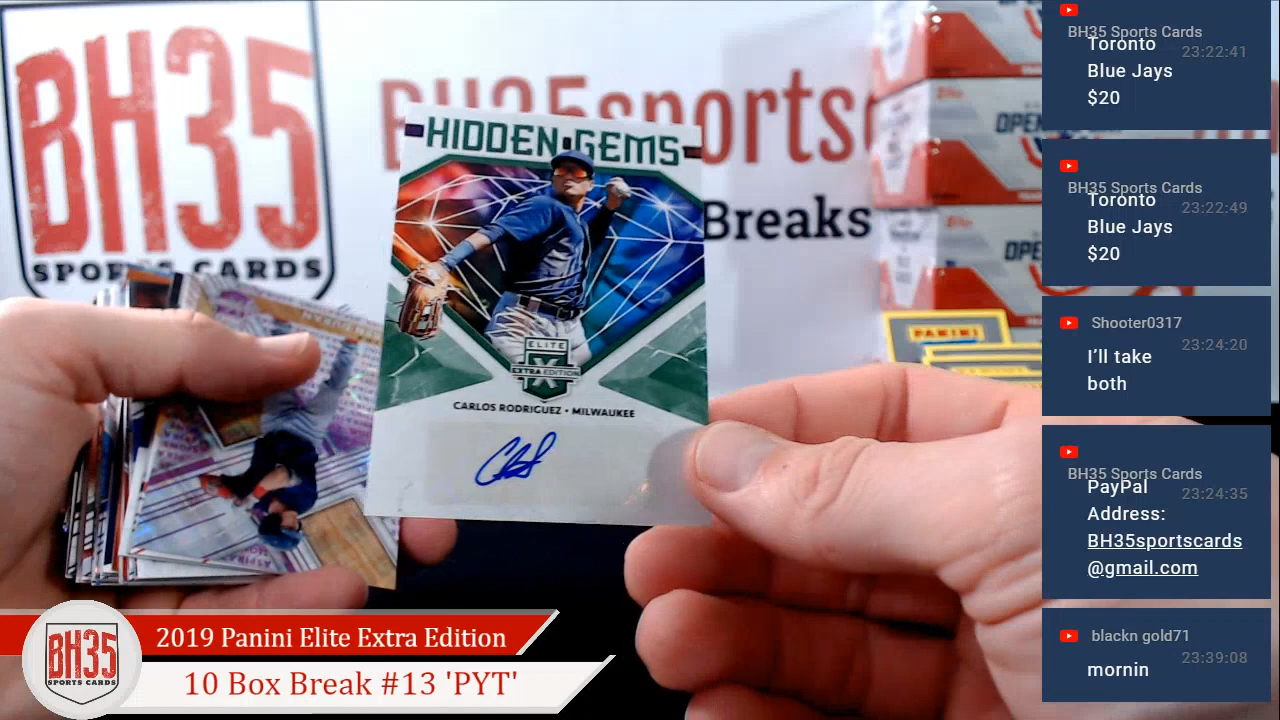 BH35
SPORTS CARDS
BH35sports
Breaks
HIDDEN GEMS
ELITE
X
EXTRA EDITION
CARLOS RODRIGUEZ • MILWAUKEE
OPEN
OPE
PANINI
BH35 Sports Cards
Toronto
23:22:41
Blue Jays
$20
BH35 Sports Cards
Toronto
23:22:49
Blue Jays
$20
Shooter0317
23:24:20
I'll take
both
BH35 Sports Cards
PayPal
23:24:35
Address:
BH35sportscards
@gmail.com
blackn gold71
23:39:08
mornin
BH35
SPORTS CARDS
2019 Panini Elite Extra Edition
10 Box Break #13 'PYT'